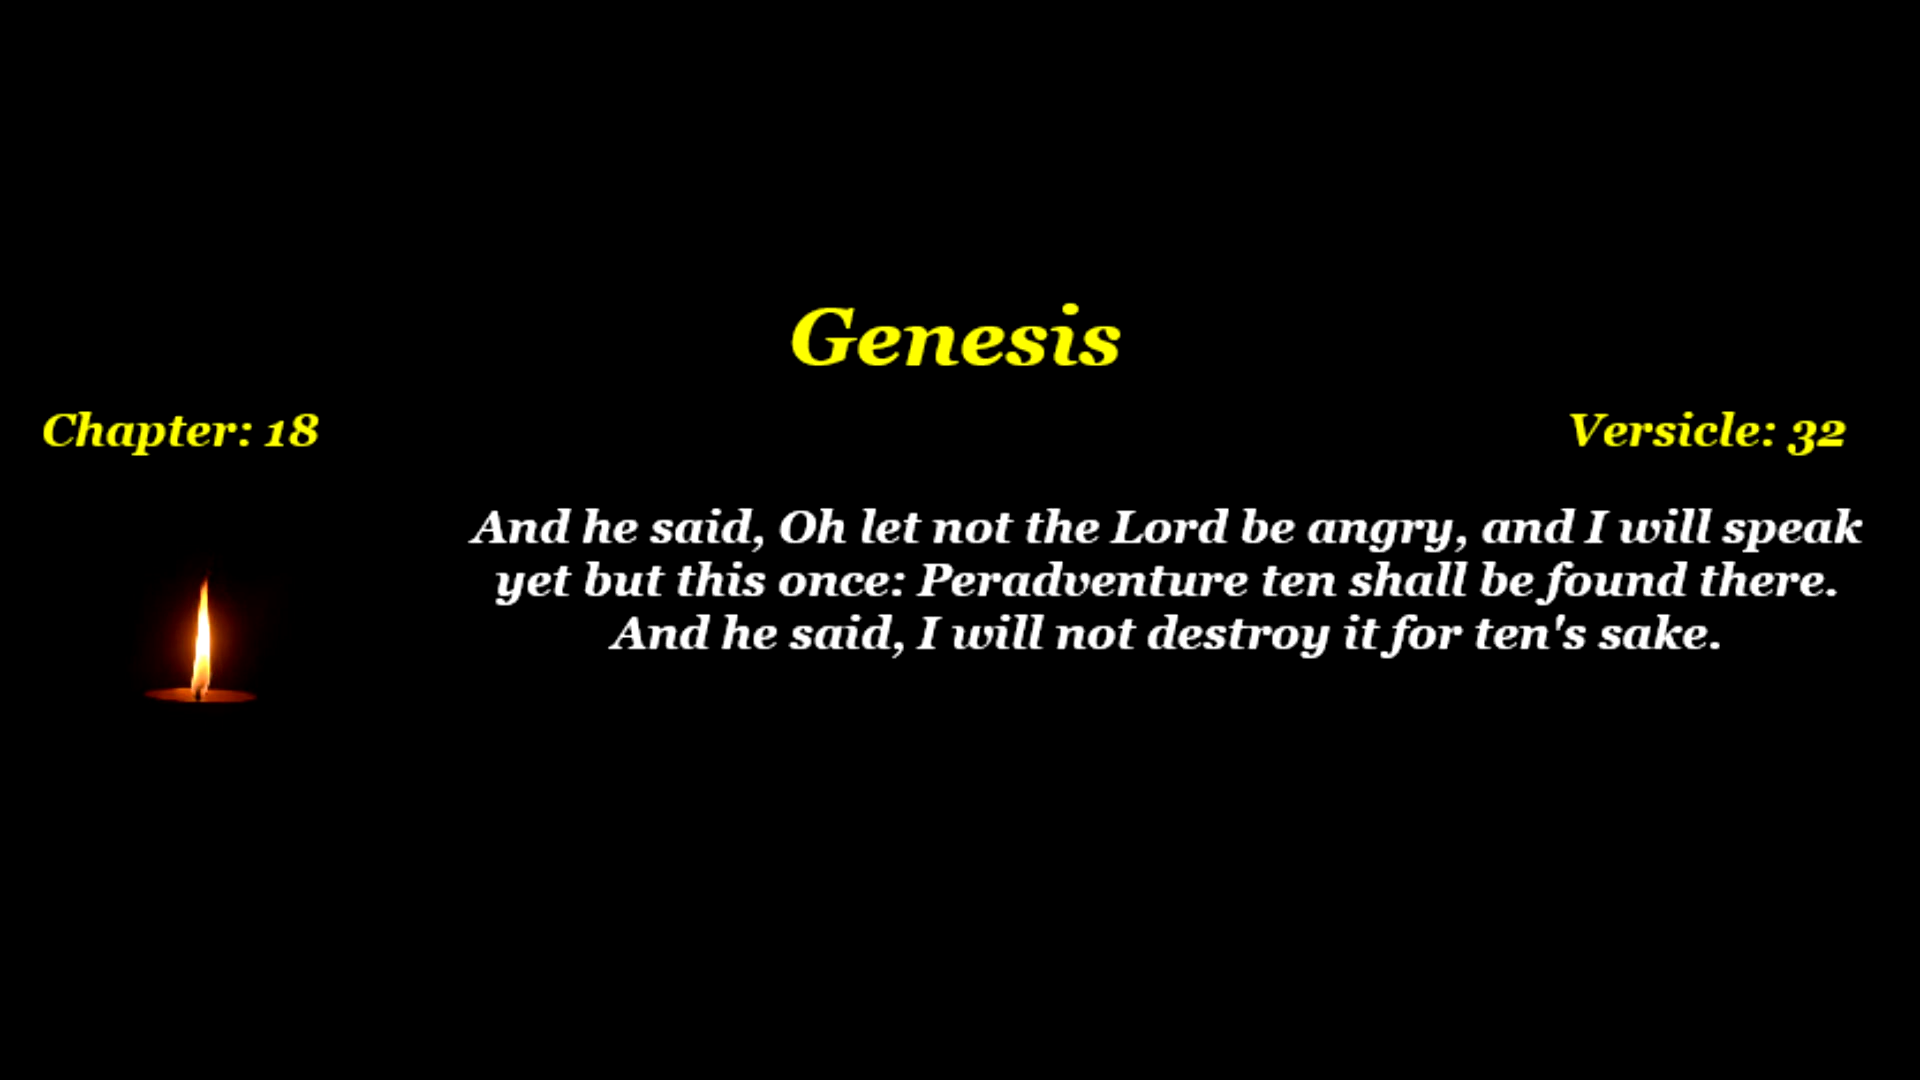 Genesis
Chapter: 18
Versicle: 32
And he said, Oh let not the Lord be angry, and I will speak
yet but this once: Peradventure ten shall be found there.
And he said, I will not destroy it for ten's sake.